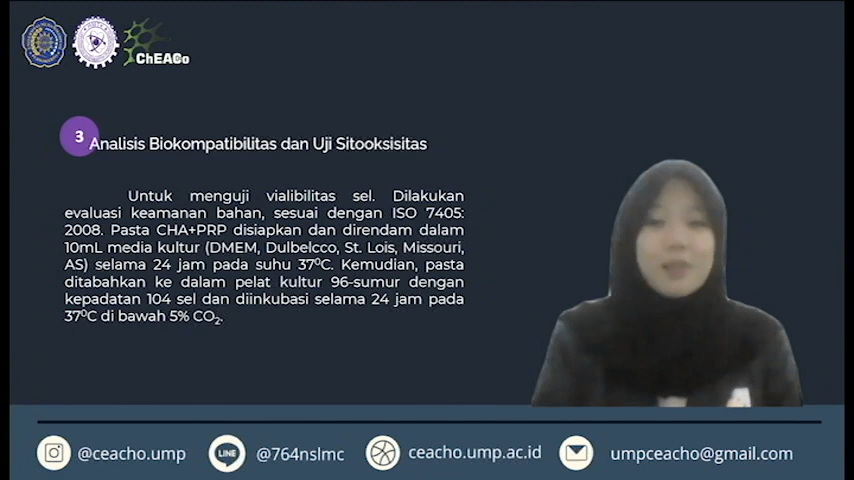 ChEACo
3
Analisis Biokompatibilitas dan Uji Sitooksisitas
Untuk menguji vialibilitas sel. Dilakukan
evaluasi keamanan bahan, sesuai dengan ISO 7405:
2008. Pasta CHA+PRP disiapkan dan direndam dalam
10mL media kultur (DMEM, Dulbelcco, St. Lois, Missouri,
AS) selama 24 jam pada suhu 37⁰C. Kemudian, pasta
ditabahkan ke dalam pelat kultur 96-sumur dengan
kepadatan 104 sel dan diinkubasi selama 24 jam pada
37⁰C di bawah 5% CO₂.
@ceacho.ump
LINE
@764nslmc
ceacho.ump.ac.id
umpceacho@gmail.com